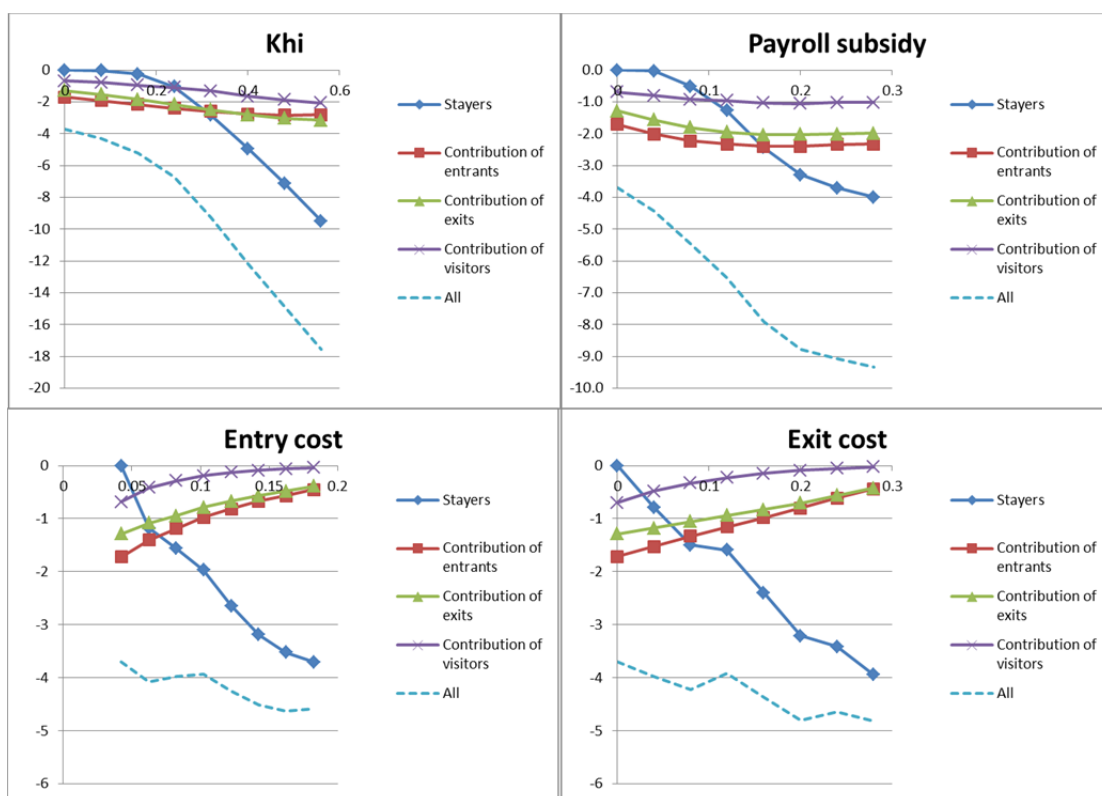 Khi
0
-2
-4
-6
-8
-10
-12
-14
-16
-18
-20
0 0.2 0.4 0.6
Stayers
Contribution of
entrants
Contribution of
exits
Contribution of
visitors
All
Payroll subsidy
0.0
-1.0
-2.0
-3.0
-4.0
-5.0
-6.0
-7.0
-8.0
-9.0
-10.0
0 0.1 0.2 0.3
Stayers
Contribution of
entrants
Contribution of
exits
Contribution of
visitors
All
Entry cost
0
-1
-2
-3
-4
-5
-6
0 0.05 0.1 0.15 0.2
Stayers
Contribution of
entrants
Contribution of
exits
Contribution of
visitors
All
Exit cost
0
-1
-2
-3
-4
-5
-6
0 0.1 0.2 0.3
Stayers
Contribution of
entrants
Contribution of
exits
Contribution of
visitors
All